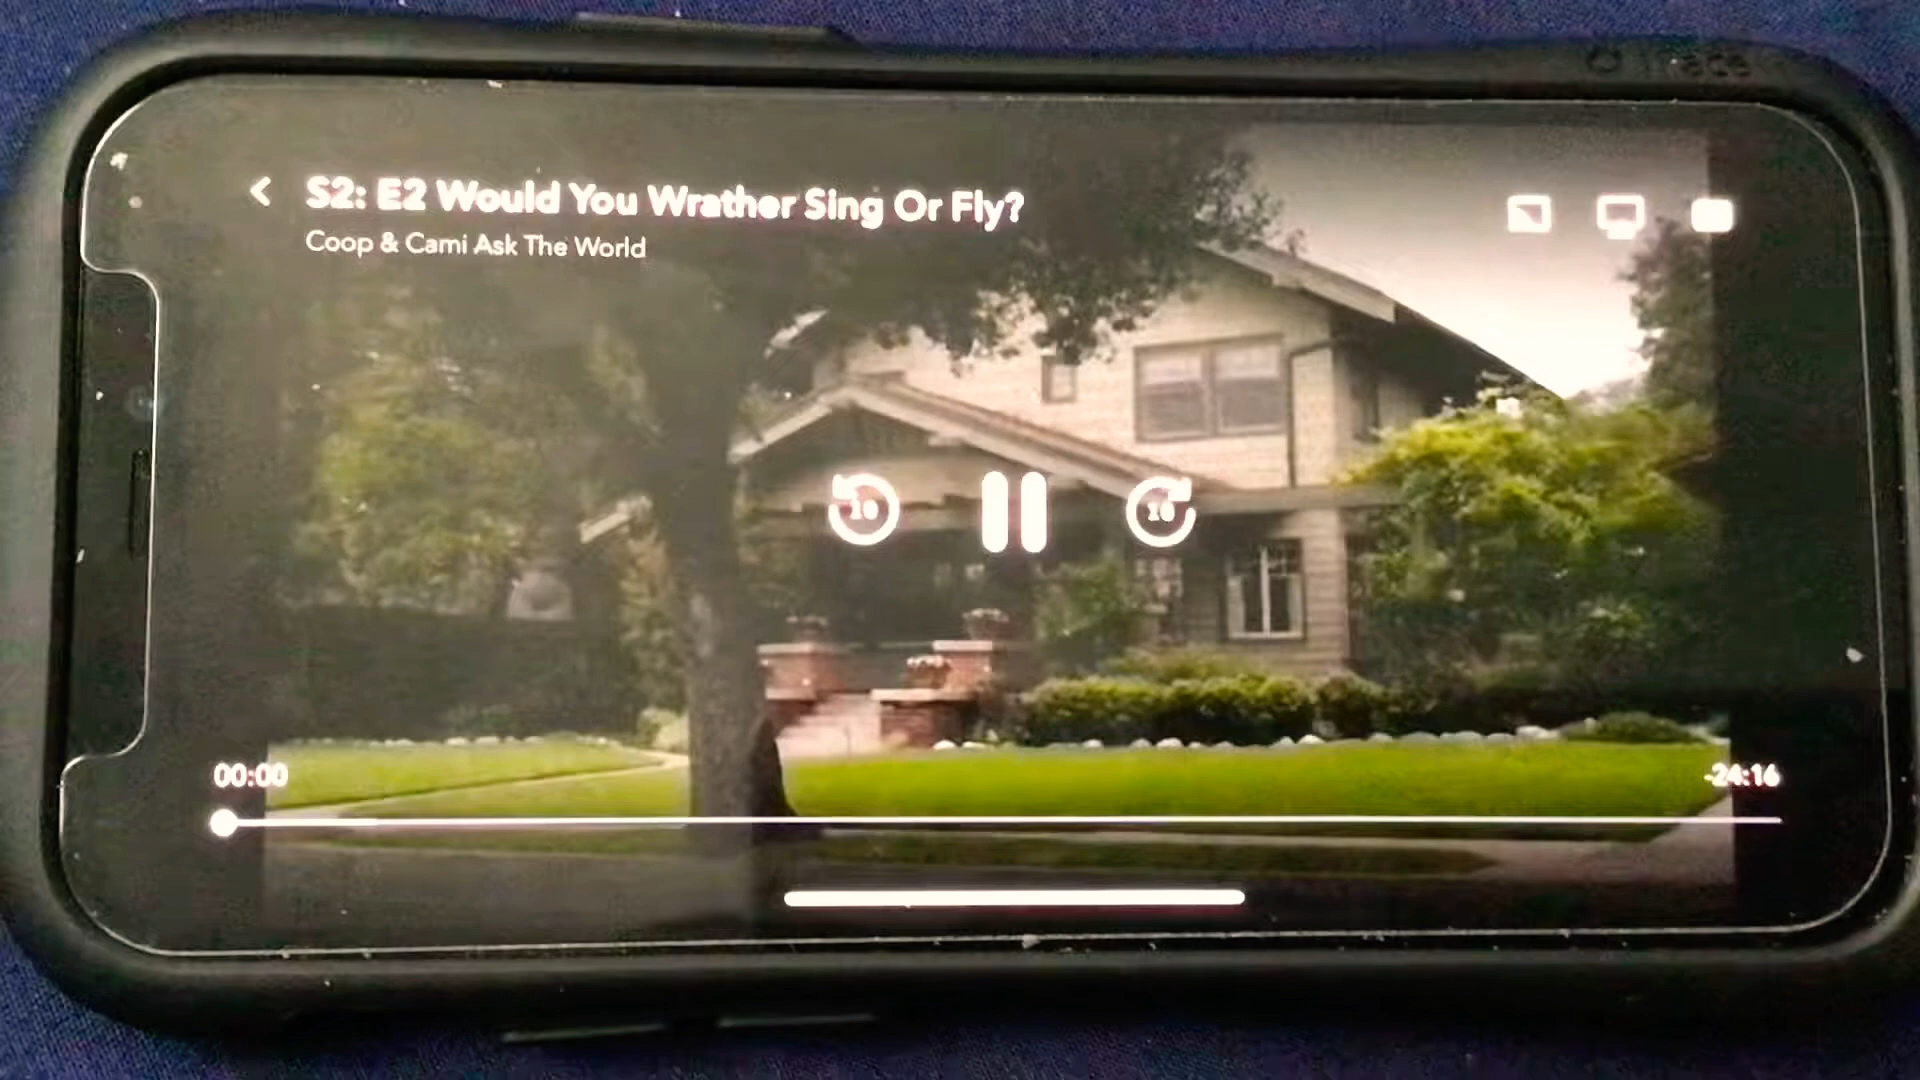 S2: E2 Would You Wrather Sing Or Fly?
Coop & Cami Ask The World
10
10
00:00
-24:16